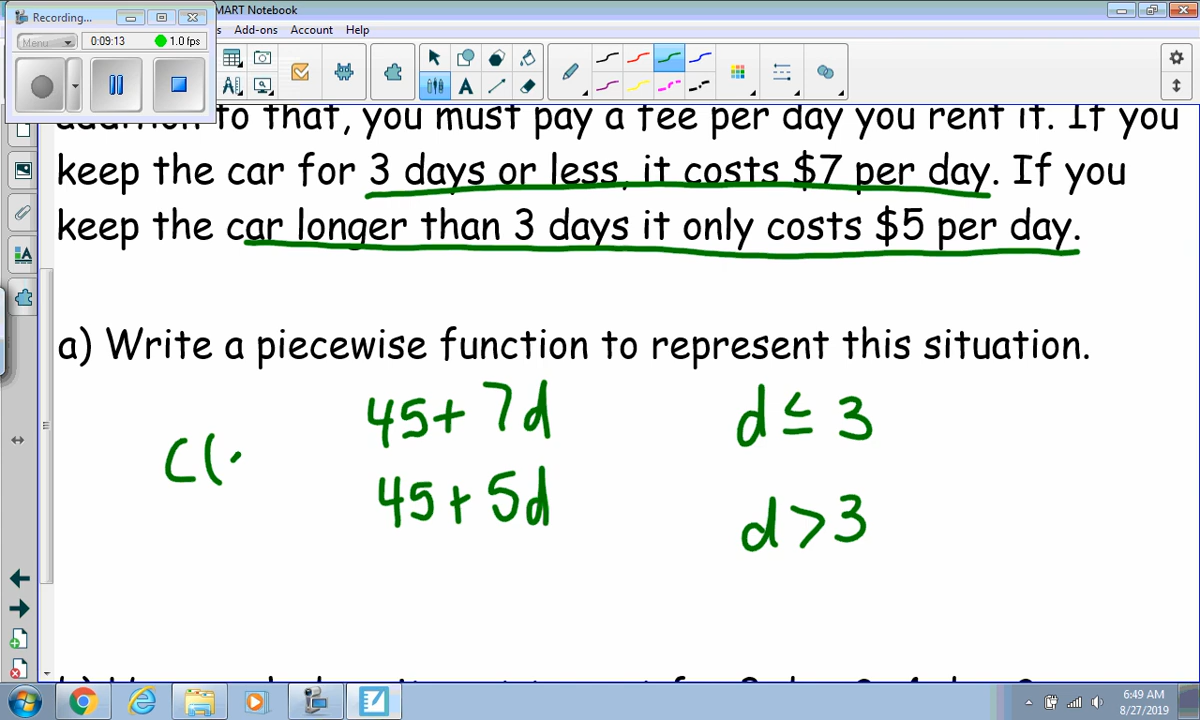 Recording...
MART Notebook
Menu
0:09:13
1.0 fps
s Add-ons Account Help
addition to that, you must pay a fee per day you rent it. If you
keep the car for 3 days or less, it costs $7 per day. If you
keep the car longer than 3 days it only costs $5 per day.
a) Write a piecewise function to represent this situation.
45+ 7d d ≤ 3
C(
45+ 5d d > 3
6:49 AM
8/27/2019